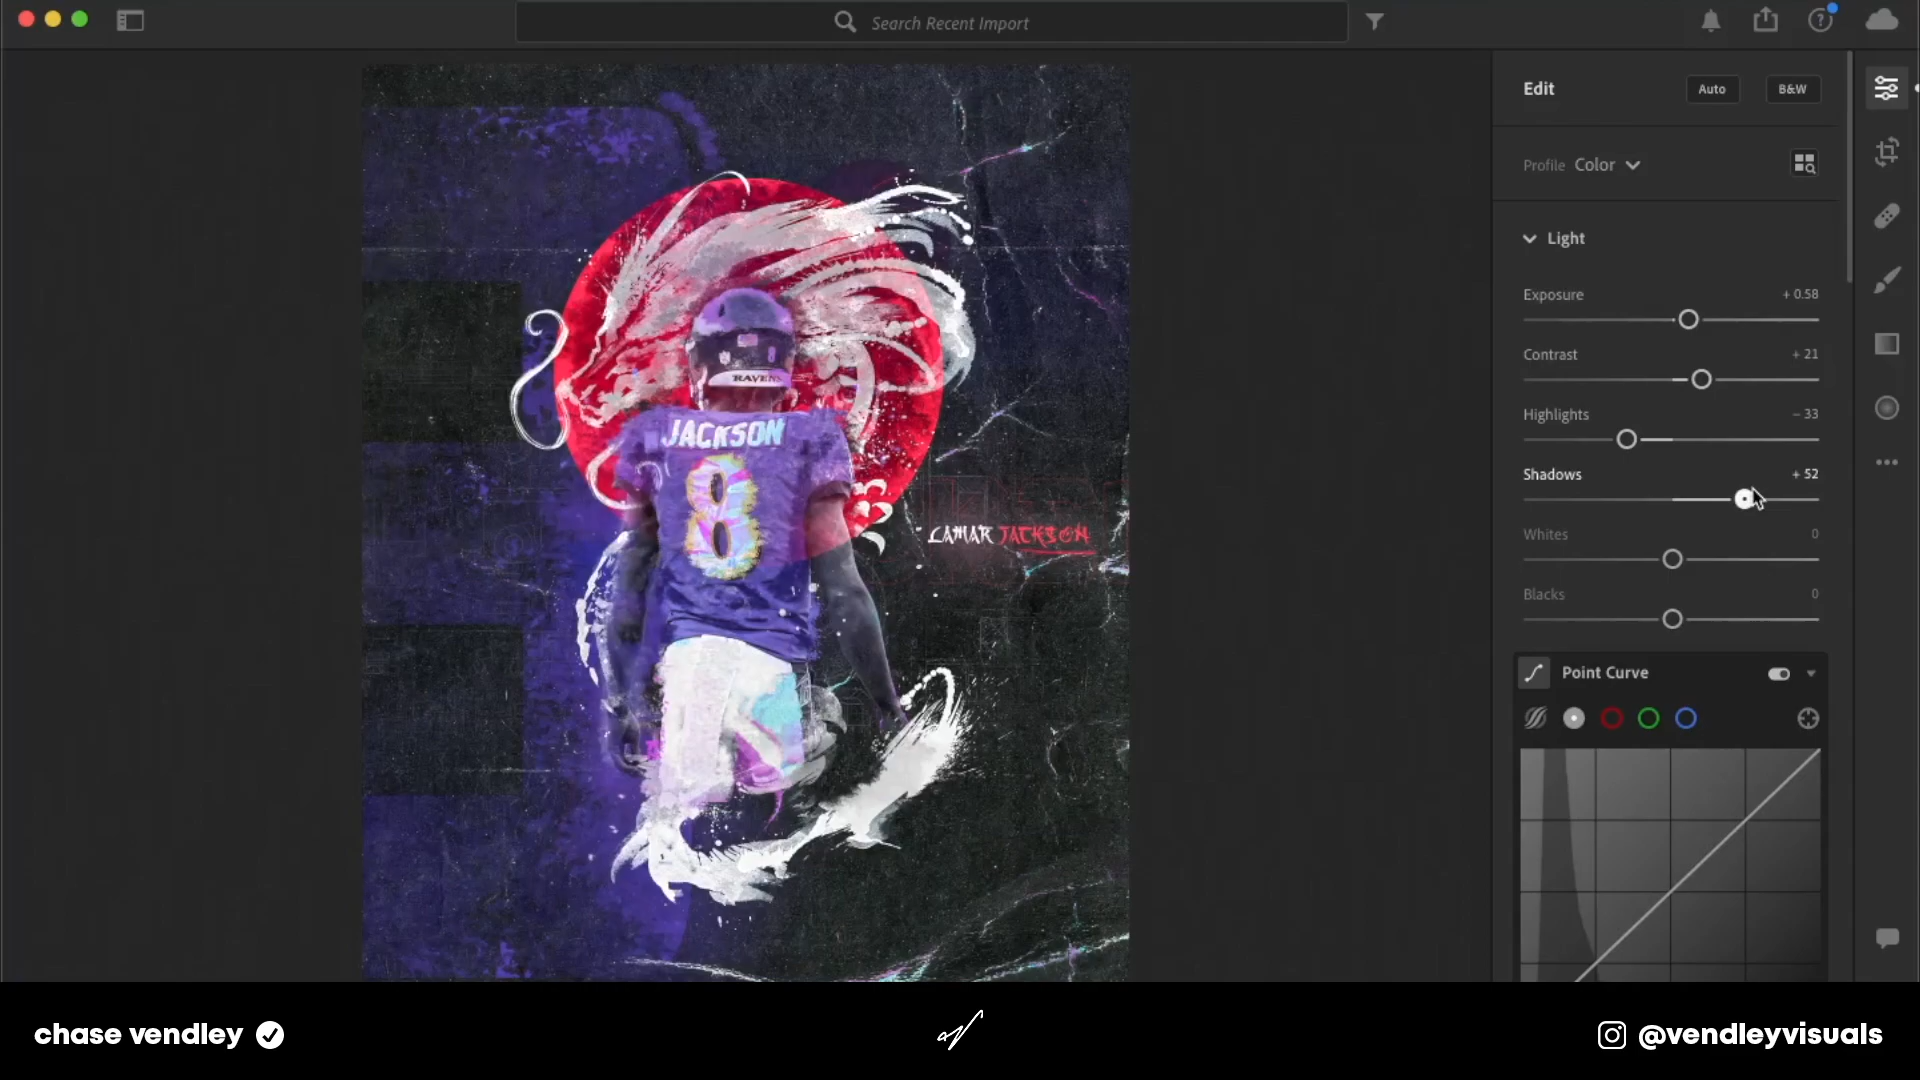 Search Recent Import
Edit
Auto
B&W
Profile Color
Light
Exposure + 0.58
Contrast + 21
Highlights − 33
Shadows + 52
Whites 0
Blacks 0
Point Curve
RAVENS
JACKSON
8
LAMAR JACKSON
chase vendley
@vendleyvisuals